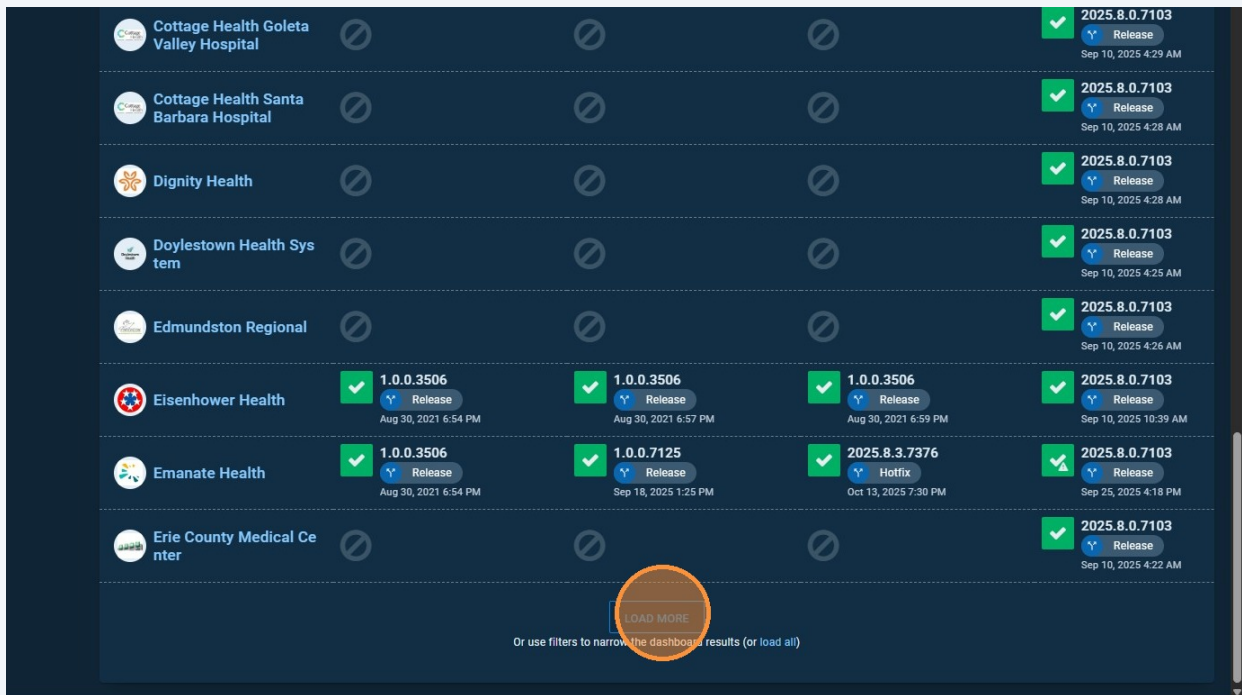 Cottage Health Goleta
Valley Hospital
2025.8.0.7103
Release
Sep 10, 2025 4:29 AM
Cottage Health Santa
Barbara Hospital
2025.8.0.7103
Release
Sep 10, 2025 4:28 AM
Dignity Health
2025.8.0.7103
Release
Sep 10, 2025 4:28 AM
Doylestown Health Sys
tem
2025.8.0.7103
Release
Sep 10, 2025 4:25 AM
Edmundston Regional
2025.8.0.7103
Release
Sep 10, 2025 4:26 AM
Eisenhower Health
1.0.0.3506
Release
Aug 30, 2021 6:54 PM
1.0.0.3506
Release
Aug 30, 2021 6:57 PM
1.0.0.3506
Release
Aug 30, 2021 6:59 PM
2025.8.0.7103
Release
Sep 10, 2025 10:39 AM
Emanate Health
1.0.0.3506
Release
Aug 30, 2021 6:54 PM
1.0.0.7125
Release
Sep 18, 2025 1:25 PM
2025.8.3.7376
Hotfix
Oct 13, 2025 7:30 PM
2025.8.0.7103
Release
Sep 25, 2025 4:18 PM
Erie County Medical Ce
nter
2025.8.0.7103
Release
Sep 10, 2025 4:22 AM
LOAD MORE
Or use filters to narrow the dashboard results (or load all)